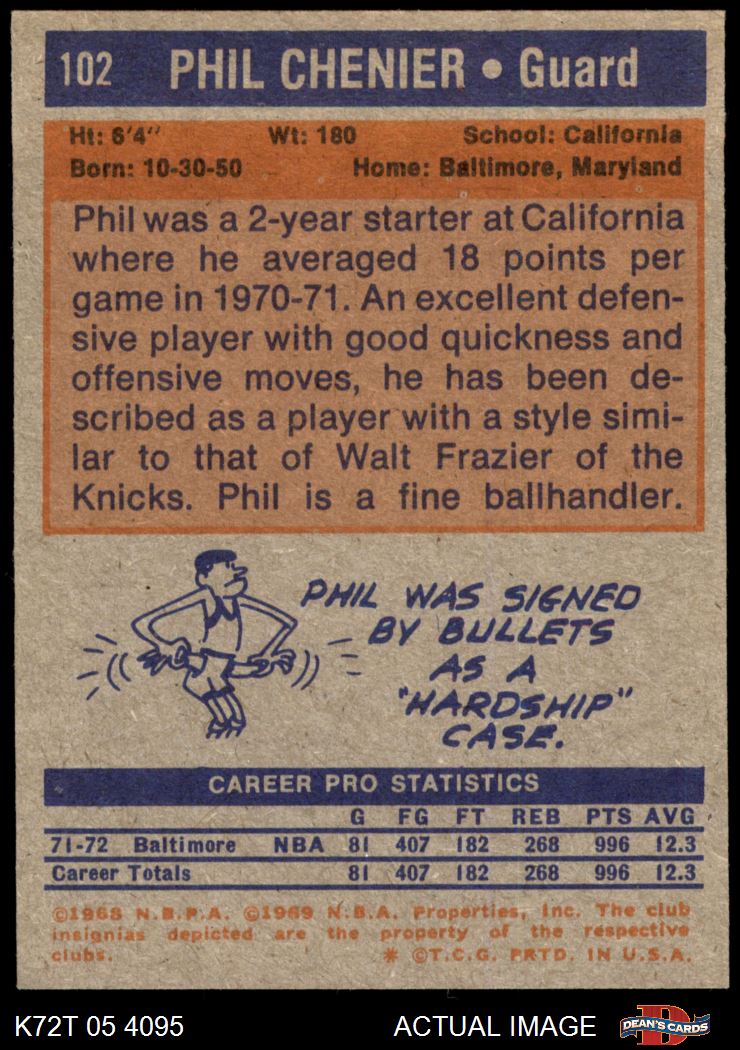 102 PHIL CHENIER • Guard
Ht: 6'4" Wt: 180 School: California
Born: 10-30-50 Home: Baltimore, Maryland
Phil was a 2-year starter at California
where he averaged 18 points per
game in 1970-71. An excellent defen-
sive player with good quickness and
offensive moves, he has been de-
scribed as a player with a style simi-
lar to that of Walt Frazier of the
Knicks. Phil is a fine ballhandler.
PHIL WAS SIGNED
BY BULLETS
AS A
"HARDSHIP"
CASE.
CAREER PRO STATISTICS
G FG FT REB PTS AVG
71-72 Baltimore NBA 81 407 182 268 996 12.3
Career Totals 81 407 182 268 996 12.3
©1968 N.B.P.A. ©1969 N.B.A. Properties, Inc. The club
insignias depicted are the property of the respective
clubs. * ©T.C.G. PRTD. IN U.S.A.
K72T 05 4095 ACTUAL IMAGE D DEAN'S CARDS